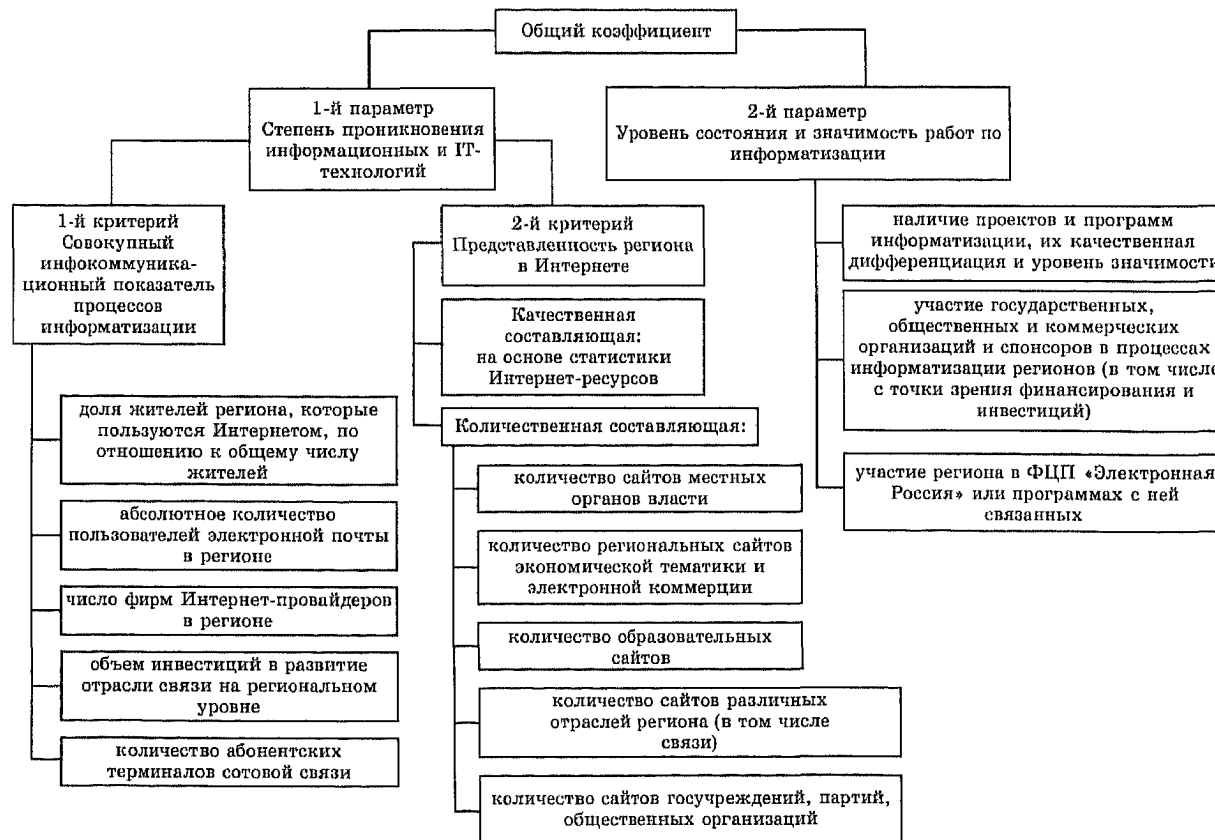 Общий коэффициент
1-й параметр
Степень проникновения
информационных и IT-
технологий
2-й параметр
Уровень состояния и значимость работ по
информатизации
1-й критерий
Совокупный
инфокоммуника-
ционный показатель
процессов
информатизации
доля жителей региона, которые
пользуются Интернетом, по
отношению к общему числу
жителей
абсолютное количество
пользователей электронной почты
в регионе
число фирм Интернет-провайдеров
в регионе
объем инвестиций в развитие
отрасли связи на региональном
уровне
количество абонентских
терминалов сотовой связи
2-й критерий
Представленность региона
в Интернете
Качественная
составляющая:
на основе статистики
Интернет-ресурсов
Количественная составляющая:
количество сайтов местных
органов власти
количество региональных сайтов
экономической тематики и
электронной коммерции
количество образовательных
сайтов
количество сайтов различных
отраслей региона (в том числе
связи)
количество сайтов госучреждений, партий,
общественных организаций
наличие проектов и программ
информатизации, их качественная
дифференциация и уровень значимости
участие государственных,
общественных и коммерческих
организаций и спонсоров в процессах
информатизации регионов (в том числе
с точки зрения финансирования и
инвестиций)
участие региона в ФЦП «Электронная
Россия» или программах с ней
связанных